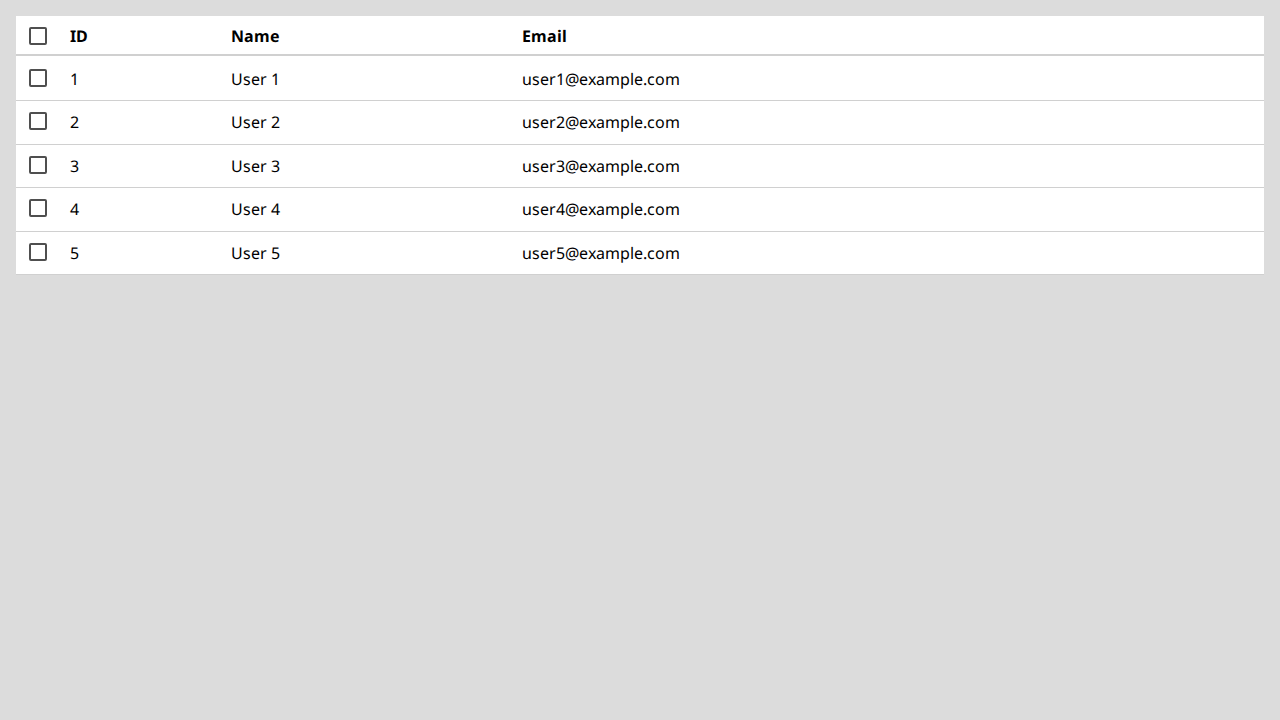 ID Name Email
1 User 1 user1@example.com
2 User 2 user2@example.com
3 User 3 user3@example.com
4 User 4 user4@example.com
5 User 5 user5@example.com